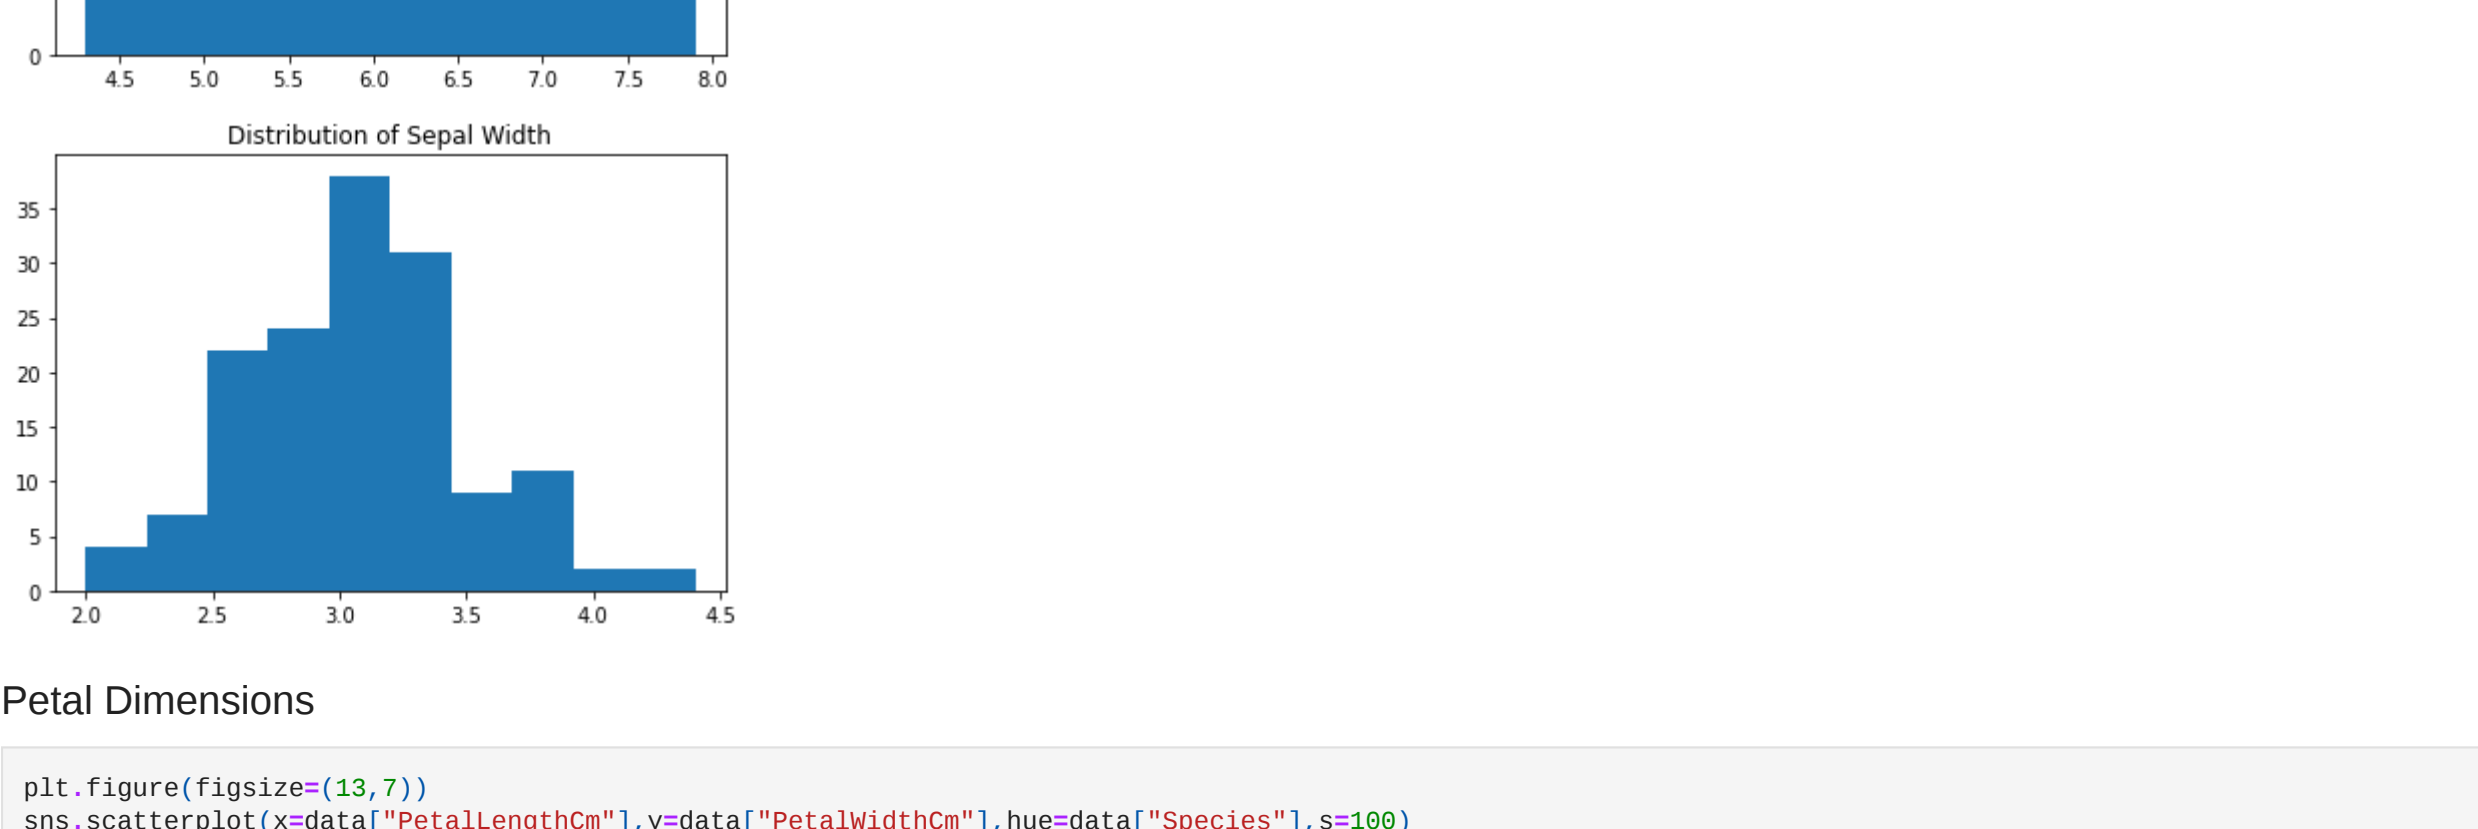 0
4.5 5.0 5.5 6.0 6.5 7.0 7.5 8.0
Distribution of Sepal Width
35
30
25
20
15
10
5
0
2.0 2.5 3.0 3.5 4.0 4.5
Petal Dimensions
plt.figure(figsize=(13,7))
sns.scatterplot(x=data["PetalLengthCm"],y=data["PetalWidthCm"],hue=data["Species"],s=100)